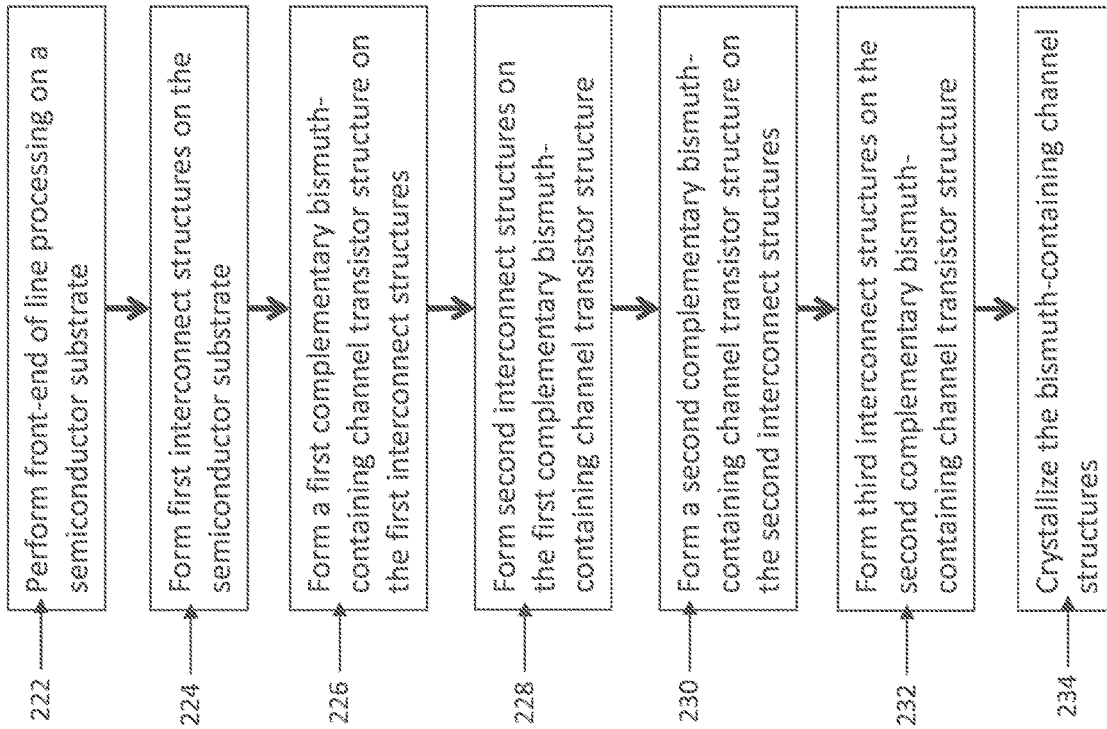 222
Perform front-end of line processing on a
semiconductor substrate
224
Form first interconnect structures on the
semiconductor substrate
226
Form a first complementary bismuth-
containing channel transistor structure on
the first interconnect structures
228
Form second interconnect structures on
the first complementary bismuth-
containing channel transistor structure
230
Form a second complementary bismuth-
containing channel transistor structure on
the second interconnect structures
232
Form third interconnect structures on the
second complementary bismuth-
containing channel transistor structure
234
Crystallize the bismuth-containing channel
structures